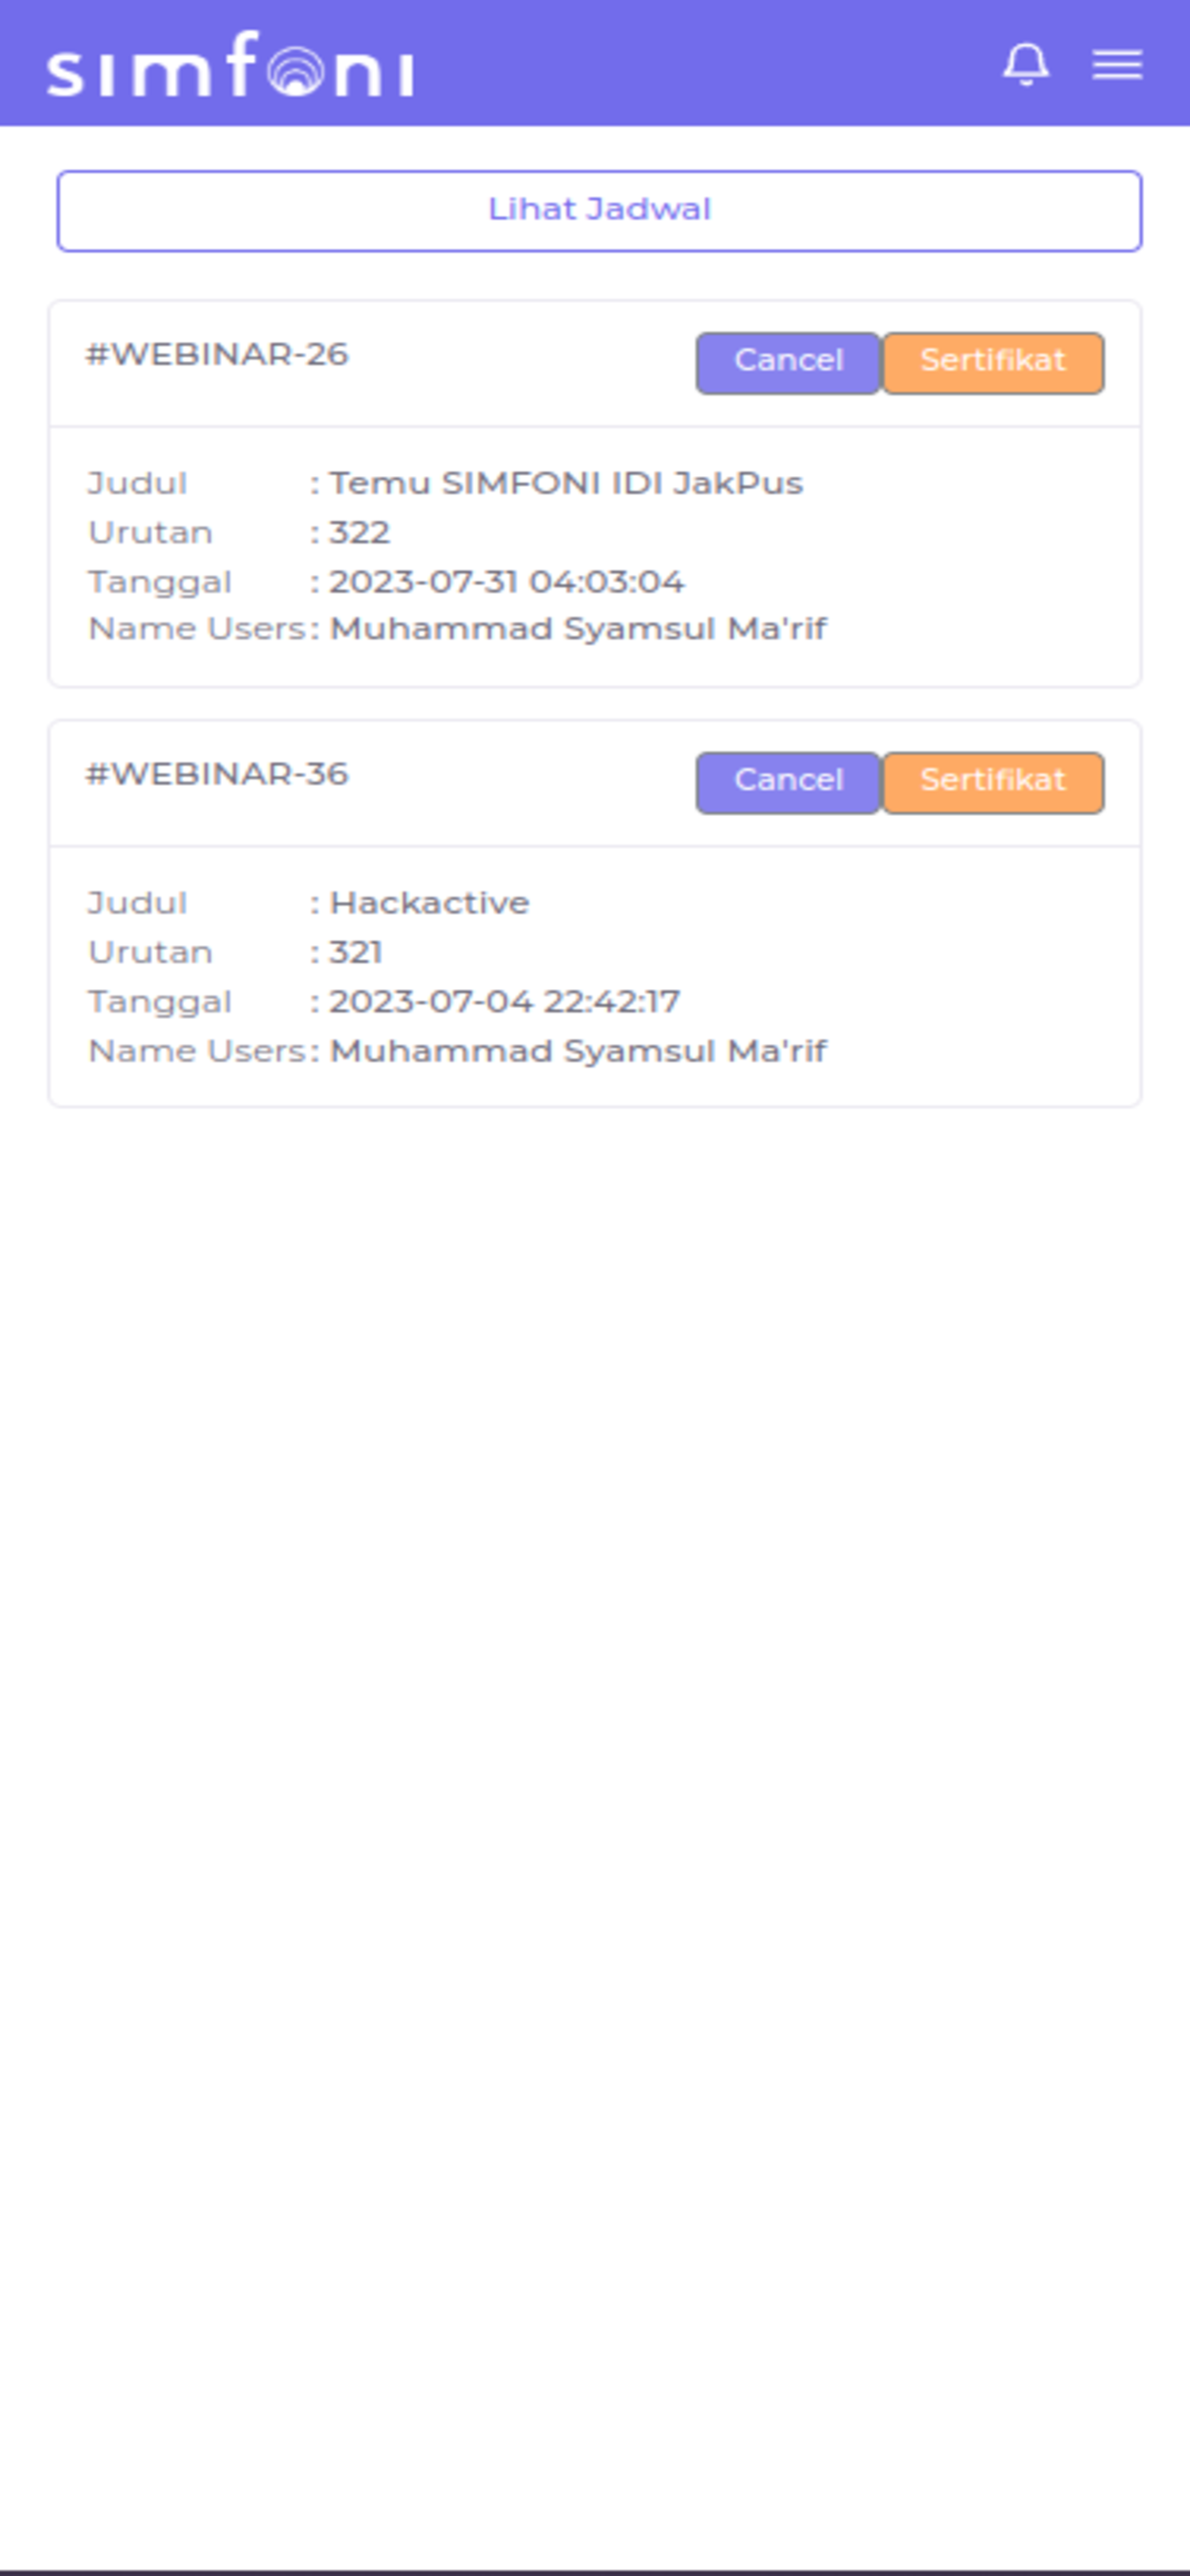 simfoni
Lihat Jadwal
#WEBINAR-26 Cancel Sertifikat
Judul : Temu SIMFONI IDI JakPus
Urutan : 322
Tanggal : 2023-07-31 04:03:04
Name Users : Muhammad Syamsul Ma'rif
#WEBINAR-36 Cancel Sertifikat
Judul : Hackactive
Urutan : 321
Tanggal : 2023-07-04 22:42:17
Name Users : Muhammad Syamsul Ma'rif